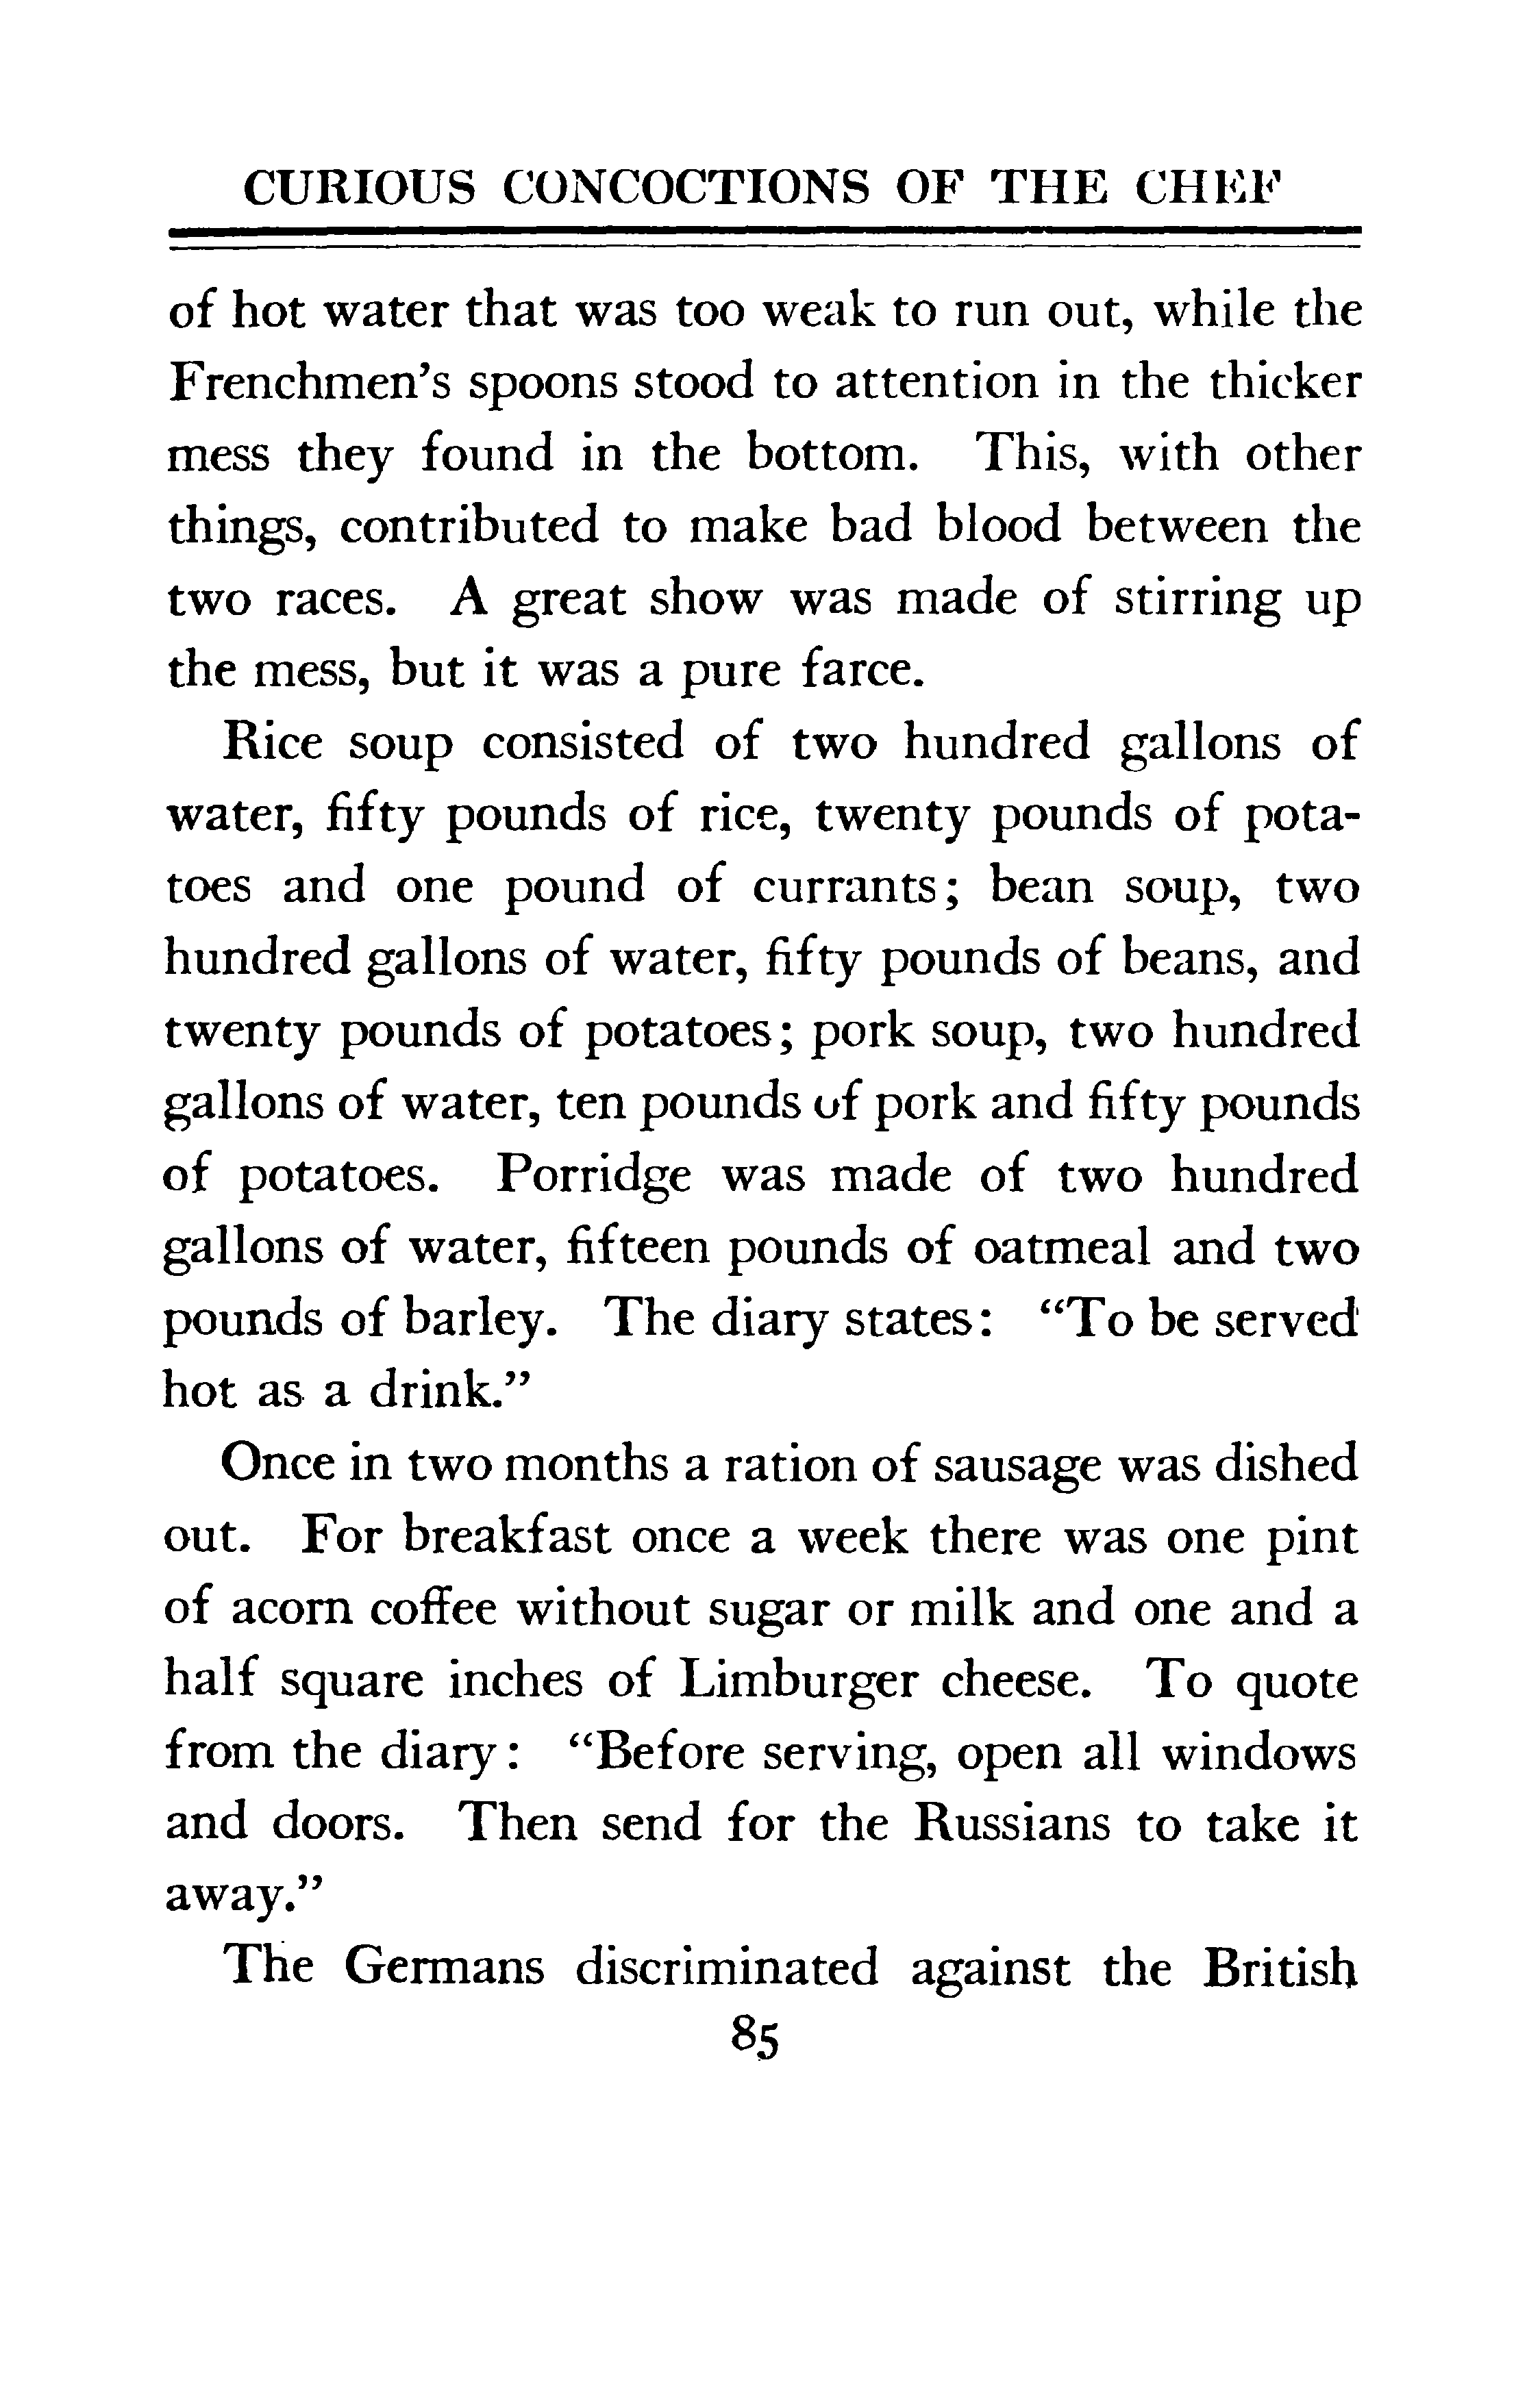 CURIOUS CONCOCTIONS OF THE CHEF
of hot water that was too weak to run out, while the
Frenchmen's spoons stood to attention in the thicker
mess they found in the bottom. This, with other
things, contributed to make bad blood between the
two races. A great show was made of stirring up
the mess, but it was a pure farce.
Rice soup consisted of two hundred gallons of
water, fifty pounds of rice, twenty pounds of pota-
toes and one pound of currants; bean soup, two
hundred gallons of water, fifty pounds of beans, and
twenty pounds of potatoes; pork soup, two hundred
gallons of water, ten pounds of pork and fifty pounds
of potatoes. Porridge was made of two hundred
gallons of water, fifteen pounds of oatmeal and two
pounds of barley. The diary states: “To be served
hot as a drink.”
Once in two months a ration of sausage was dished
out. For breakfast once a week there was one pint
of acorn coffee without sugar or milk and one and a
half square inches of Limburger cheese. To quote
from the diary: “Before serving, open all windows
and doors. Then send for the Russians to take it
away.”
The Germans discriminated against the British
85